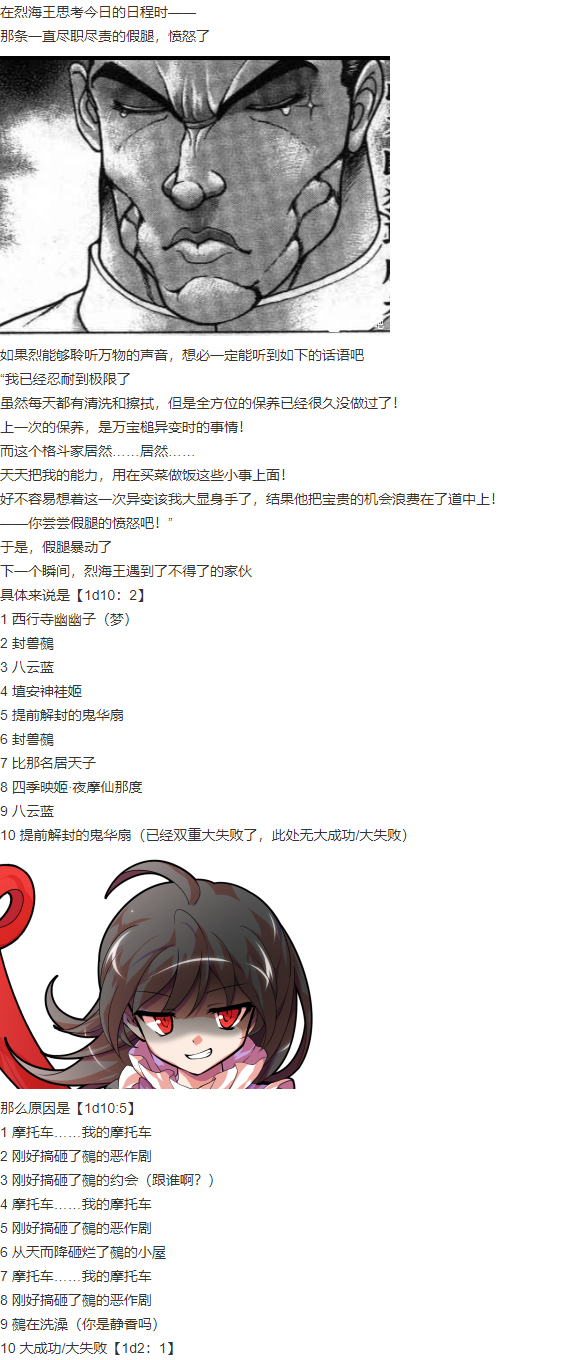 在烈海王思考今日的日程时——
那条一直尽职尽责的假腿，愤怒了
如果烈能够聆听万物的声音，想必一定能听到如下的话语吧
“我已经忍耐到极限了
虽然每天都有清洗和擦拭，但是全方位的保养已经很久没做过了！
上一次的保养，是万宝槌异变时的事情！
而这个格斗家居然……居然……
天天把我的能力，用在买菜做饭这些小事上面！
好不容易想着这一次异变该我大显身手了，结果他把宝贵的机会浪费在了道中上！
——你尝尝假腿的愤怒吧！”
于是，假腿暴动了
下一个瞬间，烈海王遇到了不得了的家伙
具体来说是【1d10：2】
1 西行寺幽幽子（梦）
2 封兽鵺
3 八云蓝
4 埴安神袿姬
5 提前解封的鬼华扇
6 封兽鵺
7 比那名居天子
8 四季映姬·夜摩仙那度
9 八云蓝
10 提前解封的鬼华扇（已经双重大失败了，此处无大成功/大失败）
那么原因是【1d10:5】
1 摩托车……我的摩托车
2 刚好搞砸了鵺的恶作剧
3 刚好搞砸了鵺的约会（跟谁啊？）
4 摩托车……我的摩托车
5 刚好搞砸了鵺的恶作剧
6 从天而降砸烂了鵺的小屋
7 摩托车……我的摩托车
8 刚好搞砸了鵺的恶作剧
9 鵺在洗澡（你是静香吗）
10 大成功/大失败【1d2：1】